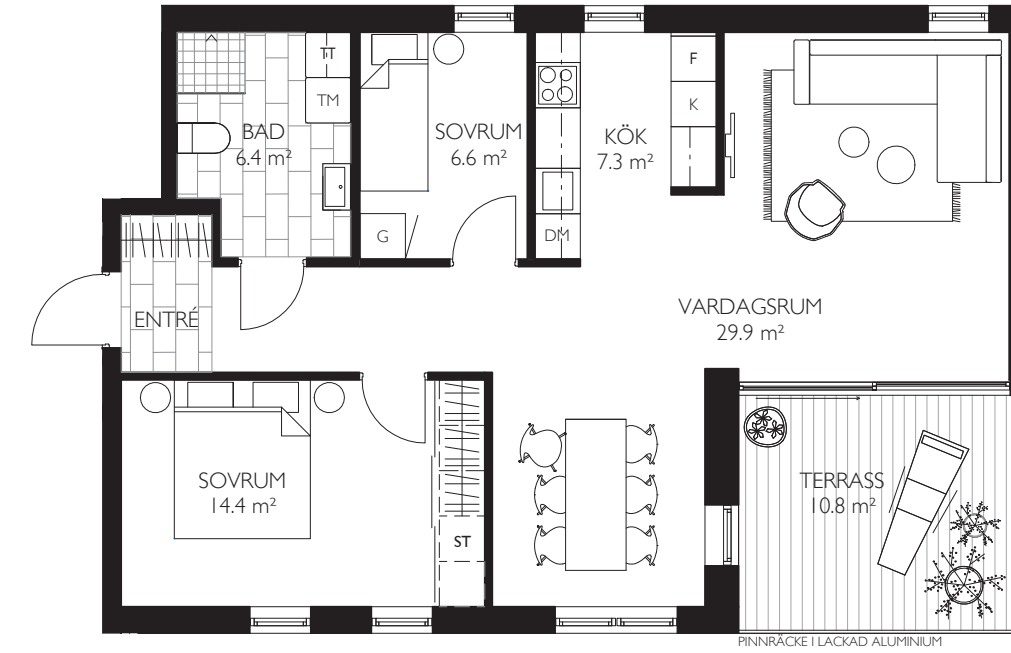 TT
TM
BAD
6.4 m²
SOVRUM
6.6 m²
G
KÖK
7.3 m²
F
K
DM
ENTRÉ
VARDAGSRUM
29.9 m²
SOVRUM
14.4 m²
ST
TERRASS
10.8 m²
PINNRÄCKE I LACKAD ALUMINIUM